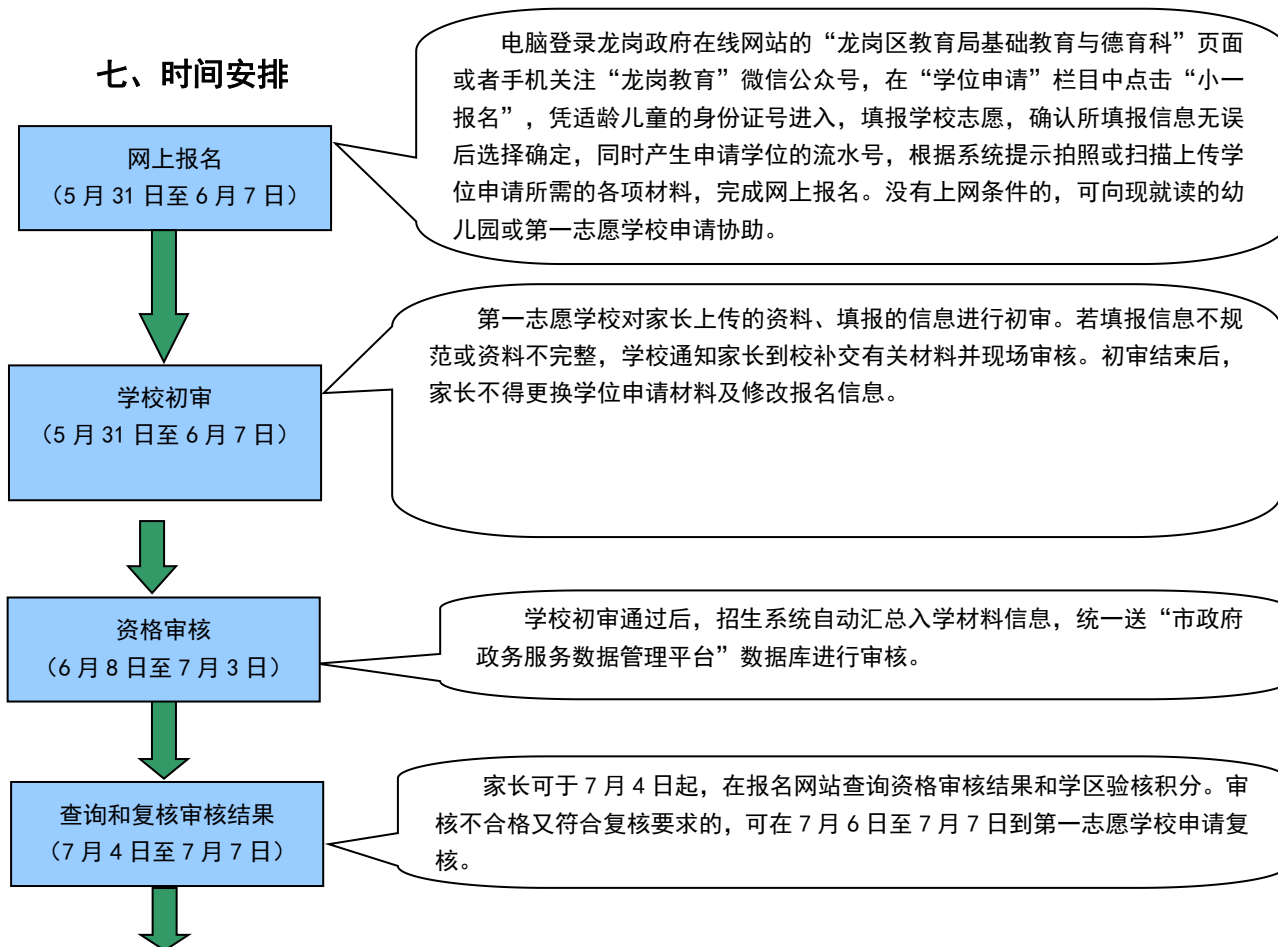 七、时间安排
电脑登录龙岗政府在线网站的“龙岗区教育局基础教育与德育科”页面
或者手机关注“龙岗教育”微信公众号，在“学位申请”栏目中点击“小一
报名”，凭适龄儿童的身份证号进入，填报学校志愿，确认所填报信息无误
后选择确定，同时产生申请学位的流水号，根据系统提示拍照或扫描上传学
位申请所需的各项材料，完成网上报名。没有上网条件的，可向现就读的幼
儿园或第一志愿学校申请协助。
网上报名
（5 月 31 日至 6 月 7 日）
第一志愿学校对家长上传的资料、填报的信息进行初审。若填报信息不规
范或资料不完整，学校通知家长到校补交有关材料并现场审核。初审结束后，
家长不得更换学位申请材料及修改报名信息。
学校初审
（5 月 31 日至 6 月 7 日）
学校初审通过后，招生系统自动汇总入学材料信息，统一送“市政府
政务服务数据管理平台”数据库进行审核。
资格审核
（6 月 8 日至 7 月 3 日）
家长可于 7 月 4 日起，在报名网站查询资格审核结果和学区验核积分。审
核不合格又符合复核要求的，可在 7 月 6 日至 7 月 7 日到第一志愿学校申请复
核。
查询和复核审核结果
（7 月 4 日至 7 月 7 日）